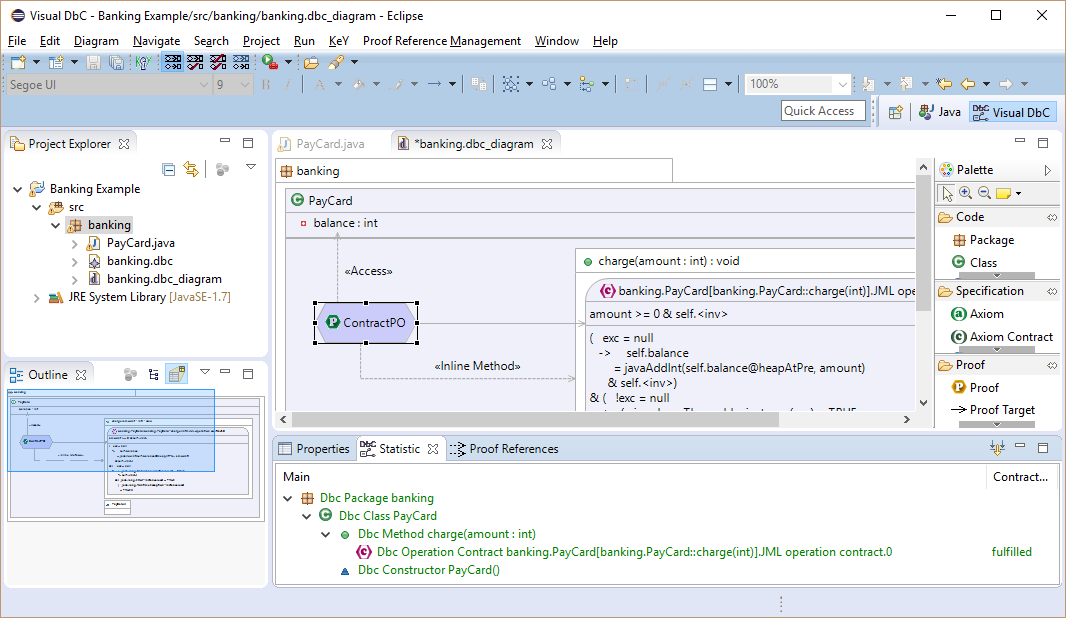 Visual DbC - Banking Example/src/banking/banking.dbc_diagram - Eclipse
File Edit Diagram Navigate Search Project Run KeY Proof Reference Management Window Help
Segoe UI 9 100%
Quick Access Java DbC Visual DbC
Project Explorer
Banking Example
src
banking
PayCard.java
banking.dbc
banking.dbc_diagram
JRE System Library [JavaSE-1.7]
Outline
PayCard.java *banking.dbc_diagram
banking
PayCard
balance : int
«Access»
charge(amount : int) : void
banking.PayCard[banking.PayCard::charge(int)].JML ope
amount >= 0 & self.<inv>
ContractPO
( exc = null
-> self.balance
= javaAddInt(self.balance@heapAtPre, amount)
& self.<inv>)
& ( !exc = null
«Inline Method»
Palette
Code
Package
Class
Specification
Axiom
Axiom Contract
Proof
Proof
Proof Target
Properties DbC Statistic Proof References
Main Contract...
Dbc Package banking
Dbc Class PayCard
Dbc Method charge(amount : int)
Dbc Operation Contract banking.PayCard[banking.PayCard::charge(int)].JML operation contract.0 fulfilled
Dbc Constructor PayCard()